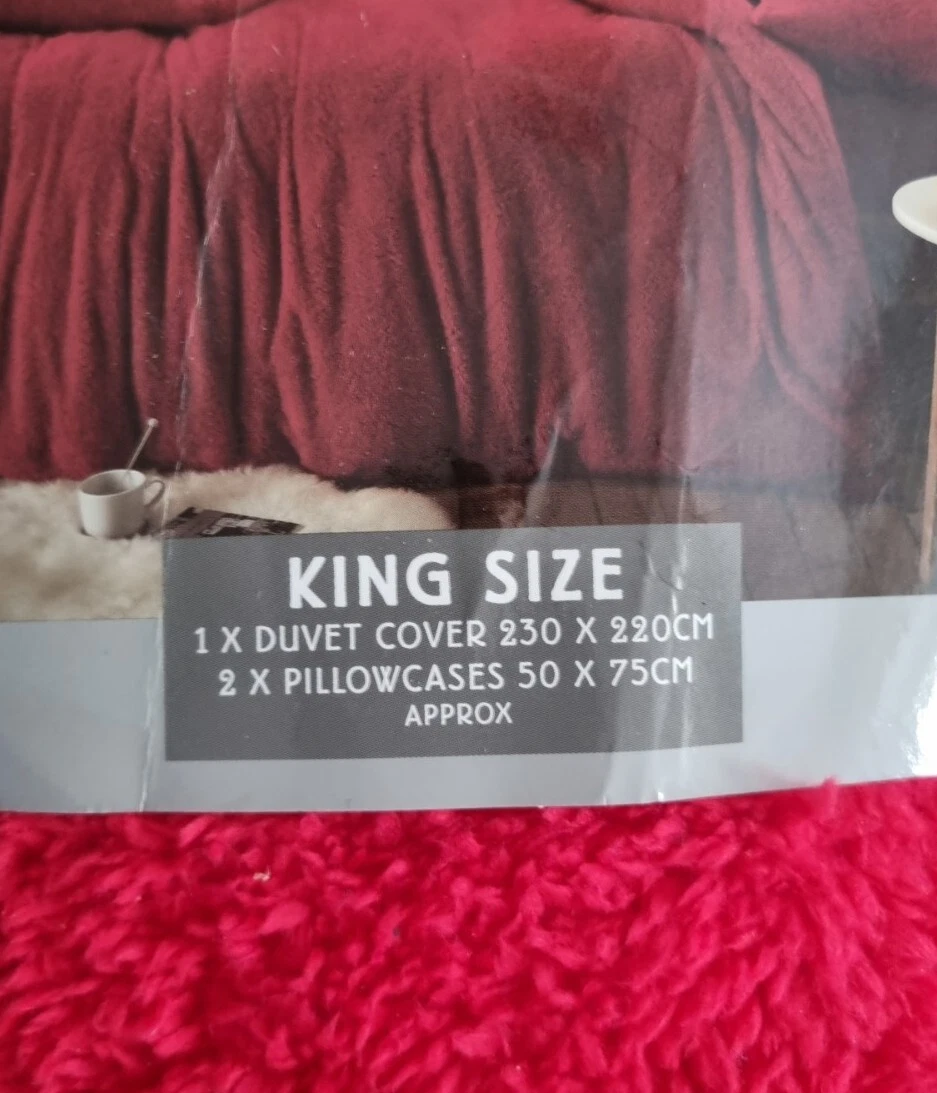 KING SIZE
1 X DUVET COVER 230 X 220CM
2 X PILLOWCASES 50 X 75CM
APPROX